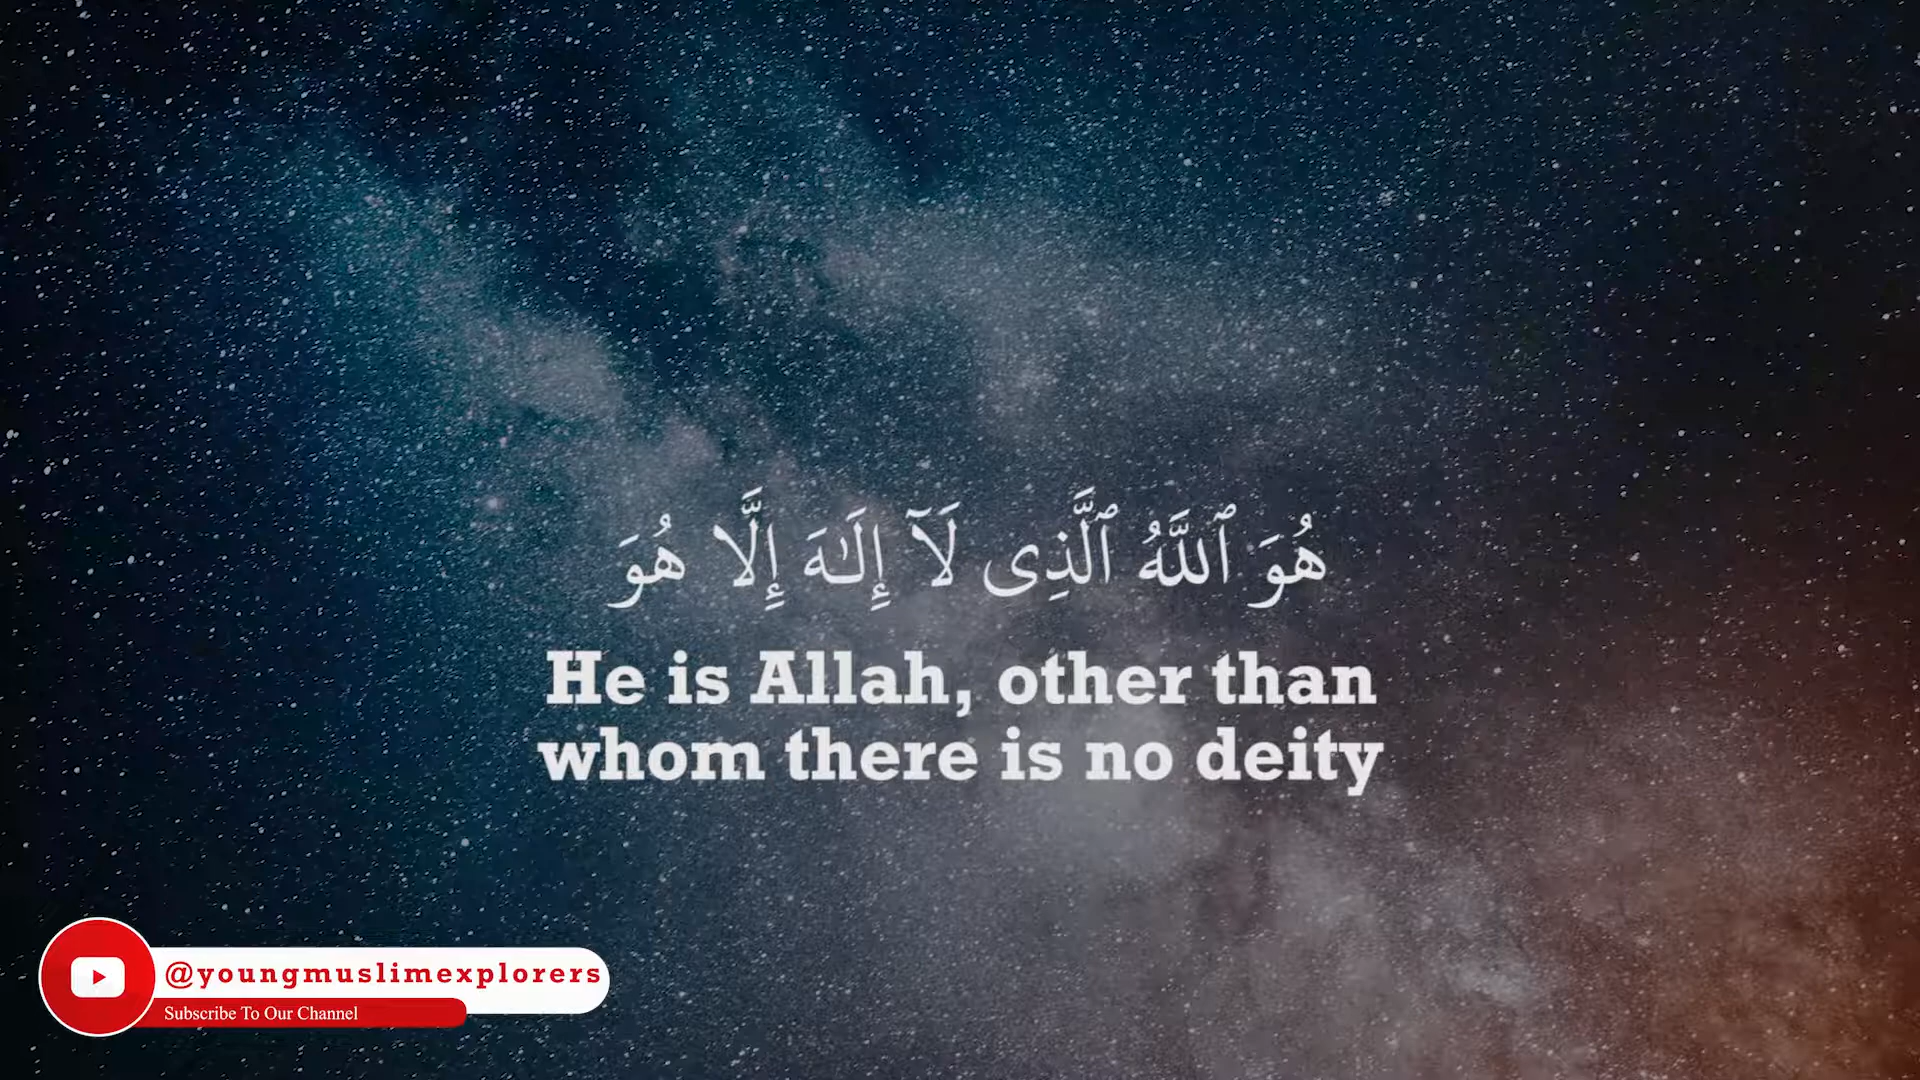 هُوَ ٱللَّهُ ٱلَّذِى لَآ إِلَـٰهَ إِلَّا هُوَ
He is Allah, other than
whom there is no deity
@youngmuslimexplorers
Subscribe To Our Channel